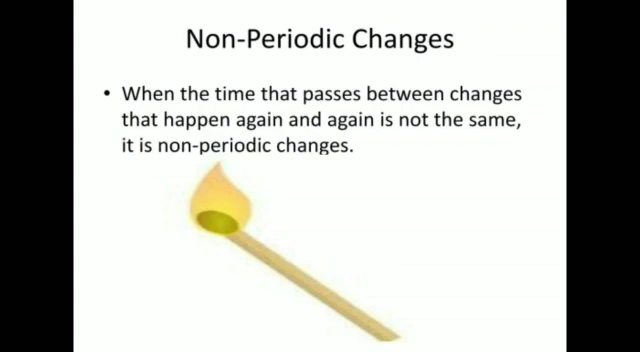 Non-Periodic Changes
• When the time that passes between changes
that happen again and again is not the same,
it is non-periodic changes.